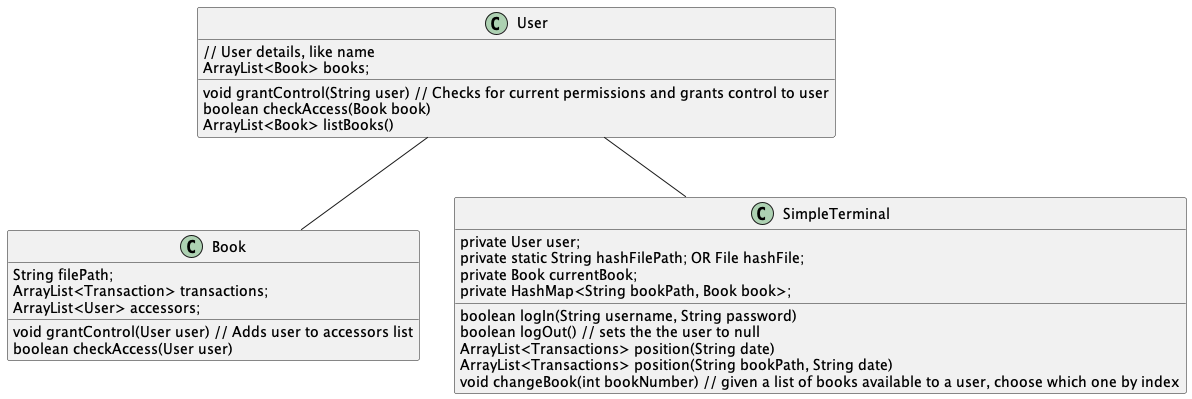 C User
// User details, like name
ArrayList<Book> books;
void grantControl(String user) // Checks for current permissions and grants control to user
boolean checkAccess(Book book)
ArrayList<Book> listBooks()
C Book
String filePath;
ArrayList<Transaction> transactions;
ArrayList<User> accessors;
void grantControl(User user) // Adds user to accessors list
boolean checkAccess(User user)
C SimpleTerminal
private User user;
private static String hashFilePath; OR File hashFile;
private Book currentBook;
private HashMap<String bookPath, Book book>;
boolean logIn(String username, String password)
boolean logOut() // sets the the user to null
ArrayList<Transactions> position(String date)
ArrayList<Transactions> position(String bookPath, String date)
void changeBook(int bookNumber) // given a list of books available to a user, choose which one by index